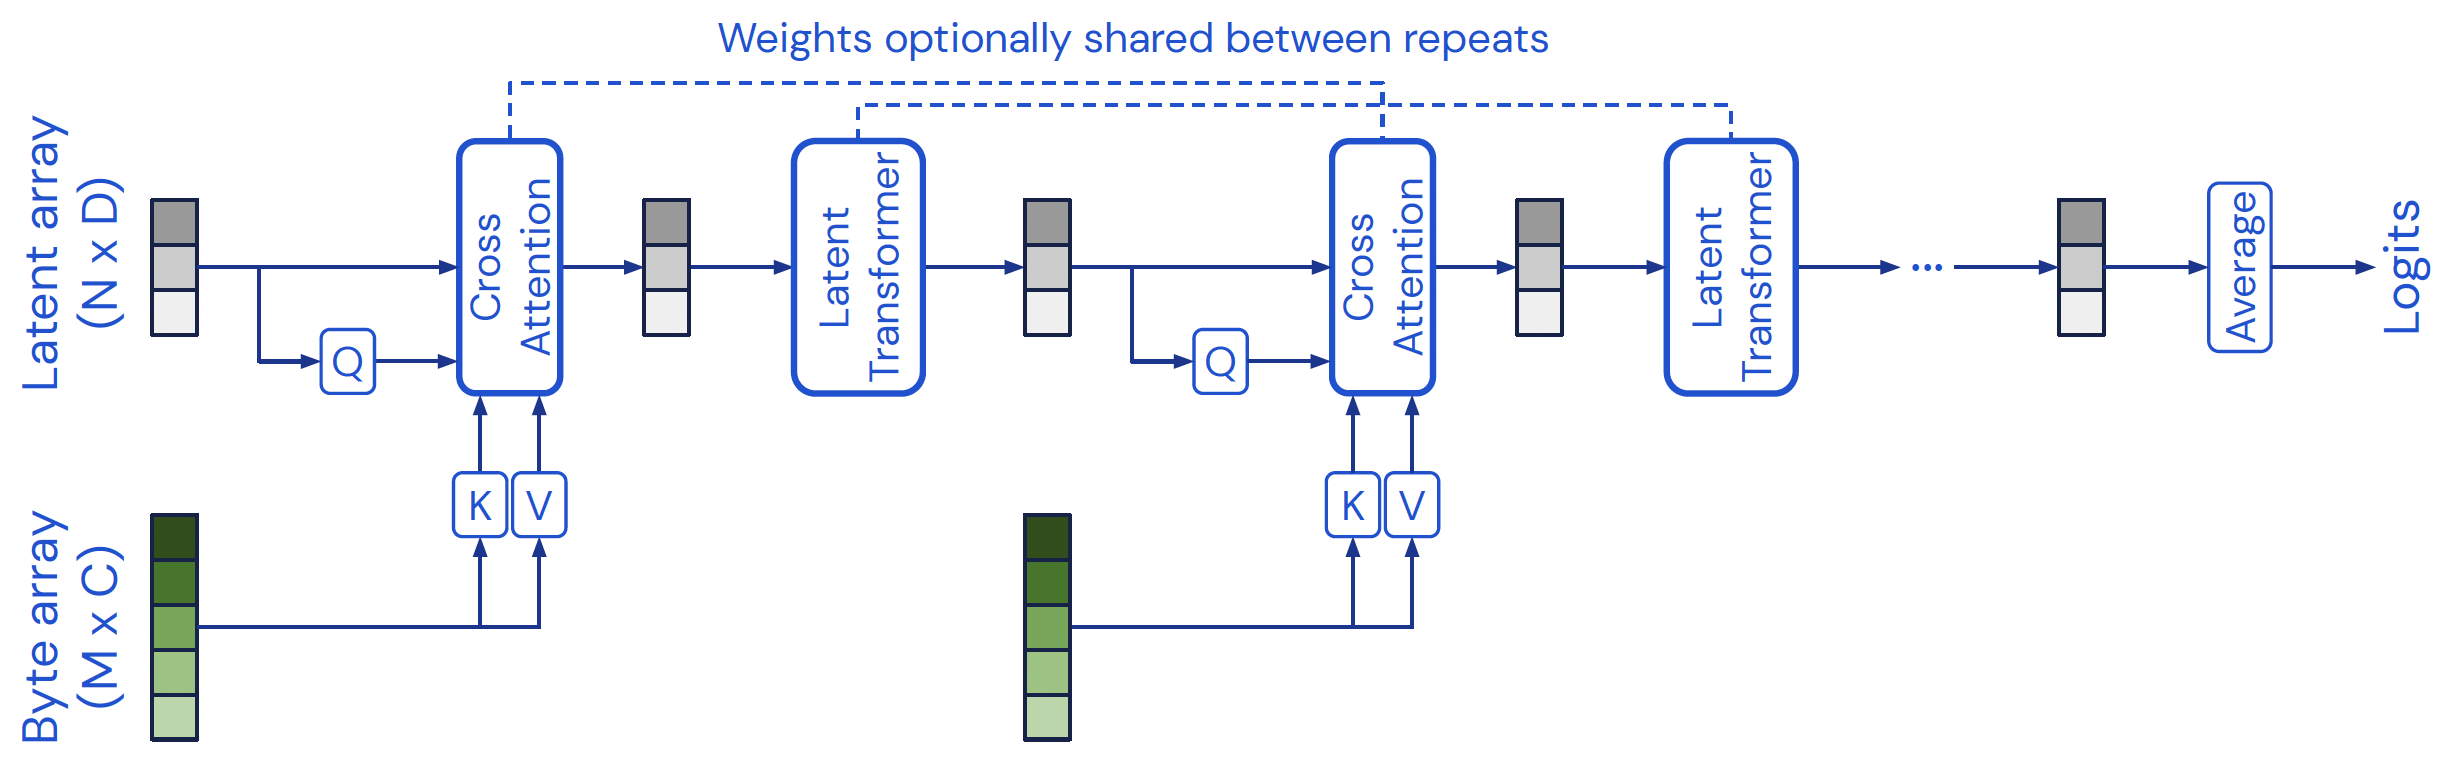 Weights optionally shared between repeats
Latent array
(N x D)
Q
Cross
Attention
Latent
Transformer
Q
Cross
Attention
Latent
Transformer
...
Average
Logits
Byte array
(M x C)
K
V
K
V